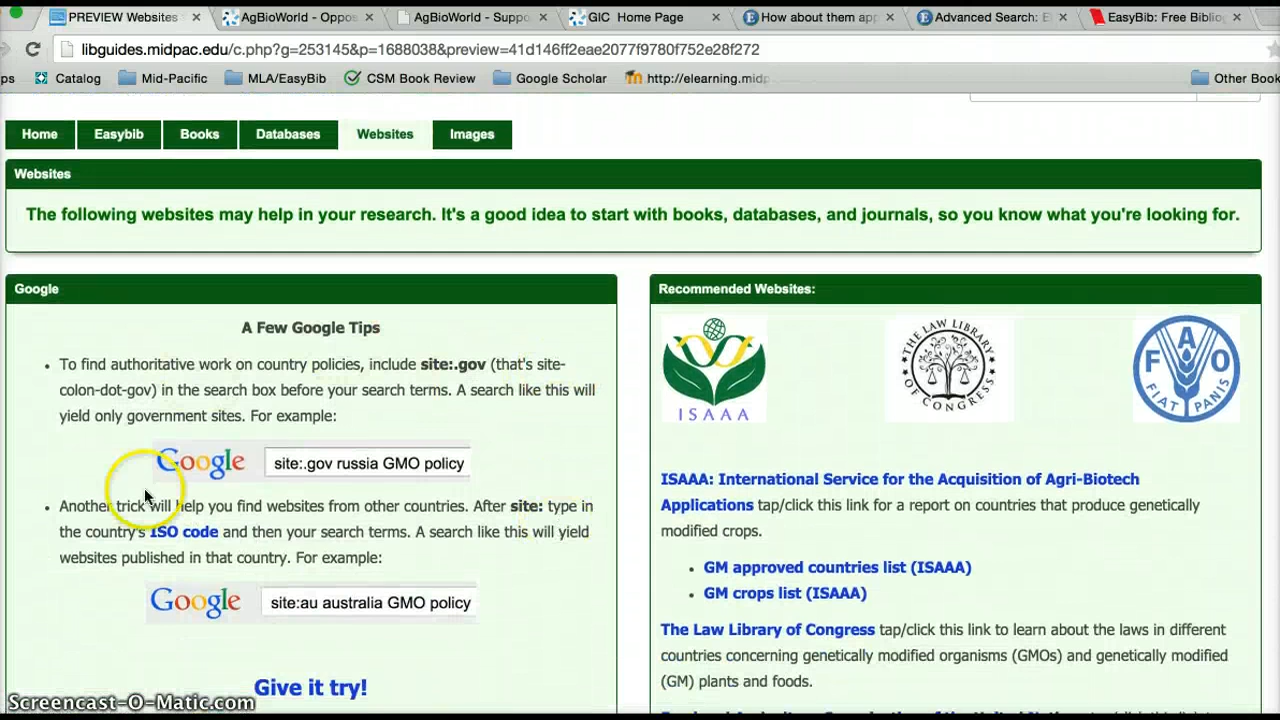 PREVIEW Websites
AgBioWorld - Oppos
AgBioWorld - Suppo
GIC Home Page
How about them app
Advanced Search: E
EasyBib: Free Bibliog
libguides.midpac.edu/c.php?g=253145&p=1688038&preview=41d146ff2eae2077f9780f752e28f272
ps Catalog Mid-Pacific MLA/EasyBib CSM Book Review Google Scholar http://elearning.midp Other Book
Home Easybib Books Databases Websites Images
Websites
The following websites may help in your research. It's a good idea to start with books, databases, and journals, so you know what you're looking for.
Google
A Few Google Tips
• To find authoritative work on country policies, include site:.gov (that's site-
colon-dot-gov) in the search box before your search terms. A search like this will
yield only government sites. For example:
Google site:.gov russia GMO policy
• Another trick will help you find websites from other countries. After site: type in
the country's ISO code and then your search terms. A search like this will yield
websites published in that country. For example:
Google site:au australia GMO policy
Give it try!
Recommended Websites:
ISAAA
THE LAW LIBRARY OF CONGRESS
FAO
FIAT PANIS
ISAAA: International Service for the Acquisition of Agri-Biotech
Applications tap/click this link for a report on countries that produce genetically
modified crops.
• GM approved countries list (ISAAA)
• GM crops list (ISAAA)
The Law Library of Congress tap/click this link to learn about the laws in different
countries concerning genetically modified organisms (GMOs) and genetically modified
(GM) plants and foods.
Screencast-O-Matic.com